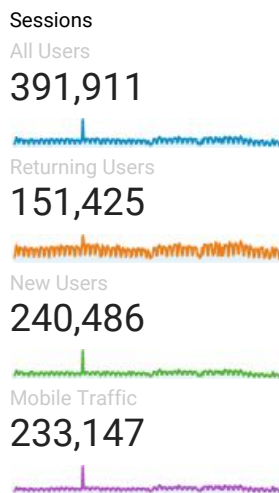 Sessions
All Users
391,911
Returning Users
151,425
New Users
240,486
Mobile Traffic
233,147